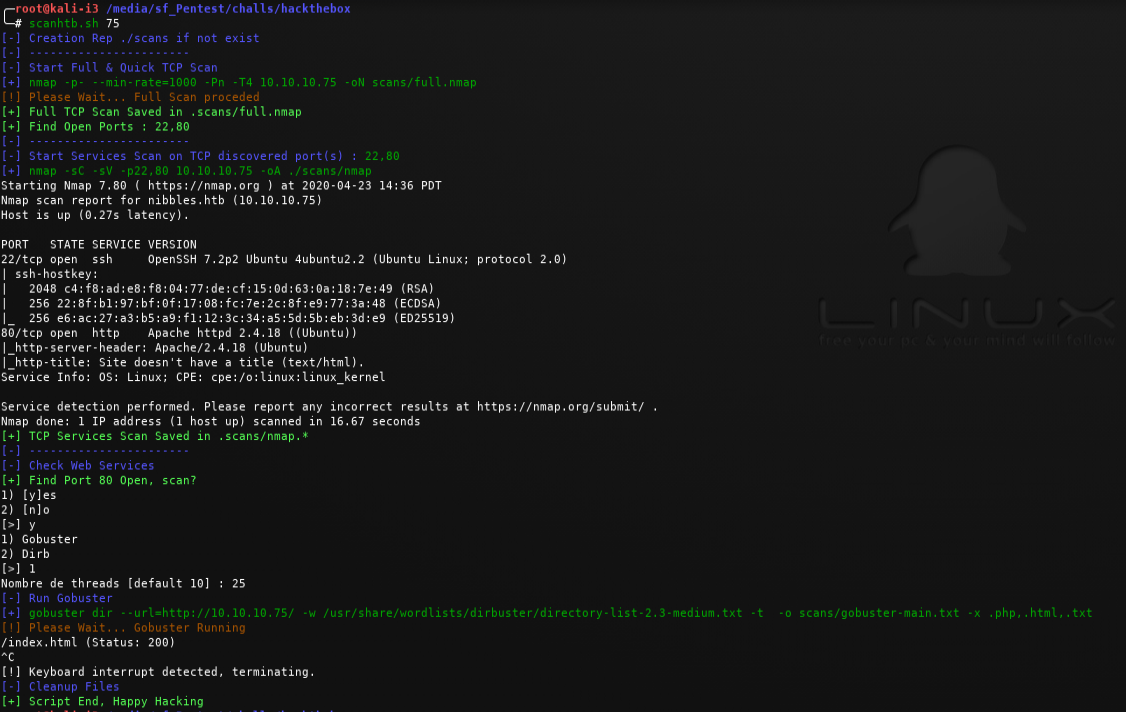 root@kali-i3 /media/sf_Pentest/challs/hackthebox
# scanhtb.sh 75
[-] Creation Rep ./scans if not exist
[-] -----------------------
[-] Start Full & Quick TCP Scan
[+] nmap -p- --min-rate=1000 -Pn -T4 10.10.10.75 -oN scans/full.nmap
[!] Please Wait... Full Scan proceded
[+] Full TCP Scan Saved in .scans/full.nmap
[+] Find Open Ports : 22,80
[-] -----------------------
[-] Start Services Scan on TCP discovered port(s) : 22,80
[+] nmap -sC -sV -p22,80 10.10.10.75 -oA ./scans/nmap
Starting Nmap 7.80 ( https://nmap.org ) at 2020-04-23 14:36 PDT
Nmap scan report for nibbles.htb (10.10.10.75)
Host is up (0.27s latency).
PORT   STATE SERVICE VERSION
22/tcp open  ssh     OpenSSH 7.2p2 Ubuntu 4ubuntu2.2 (Ubuntu Linux; protocol 2.0)
| ssh-hostkey:
|   2048 c4:f8:ad:e8:f8:04:77:de:cf:15:0d:63:0a:18:7e:49 (RSA)
|   256 22:8f:b1:97:bf:0f:17:08:fc:7e:2c:8f:e9:77:3a:48 (ECDSA)
|_  256 e6:ac:27:a3:b5:a9:f1:12:3c:34:a5:5d:5b:eb:3d:e9 (ED25519)
80/tcp open  http    Apache httpd 2.4.18 ((Ubuntu))
|_http-server-header: Apache/2.4.18 (Ubuntu)
|_http-title: Site doesn't have a title (text/html).
Service Info: OS: Linux; CPE: cpe:/o:linux:linux_kernel
LINUX
free your pc & your mind will follow
Service detection performed. Please report any incorrect results at https://nmap.org/submit/ .
Nmap done: 1 IP address (1 host up) scanned in 16.67 seconds
[+] TCP Services Scan Saved in .scans/nmap.*
[-] -----------------------
[-] Check Web Services
[+] Find Port 80 Open, scan?
1) [y]es
2) [n]o
[>] y
1) Gobuster
2) Dirb
[>] 1
Nombre de threads [default 10] : 25
[-] Run Gobuster
[+] gobuster dir --url=http://10.10.10.75/ -w /usr/share/wordlists/dirbuster/directory-list-2.3-medium.txt -t  -o scans/gobuster-main.txt -x .php,.html,.txt
[!] Please Wait... Gobuster Running
/index.html (Status: 200)
^C
[!] Keyboard interrupt detected, terminating.
[-] Cleanup Files
[+] Script End, Happy Hacking